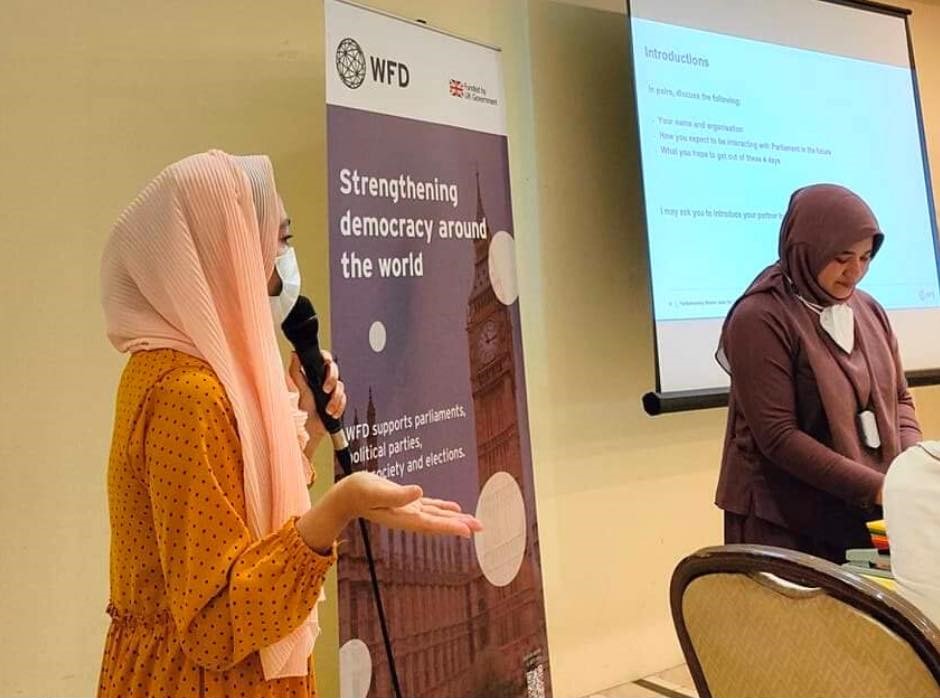 WFD
Funded by
UK Government
Strengthening
democracy around
the world
WFD supports parliaments,
political parties,
society and elections.
Introductions
In pairs, discuss the following:
- Your name and organisation
How you expect to be interacting with Parliament in the future
What you hope to get out of these 4 days
I may ask you to introduce your partner